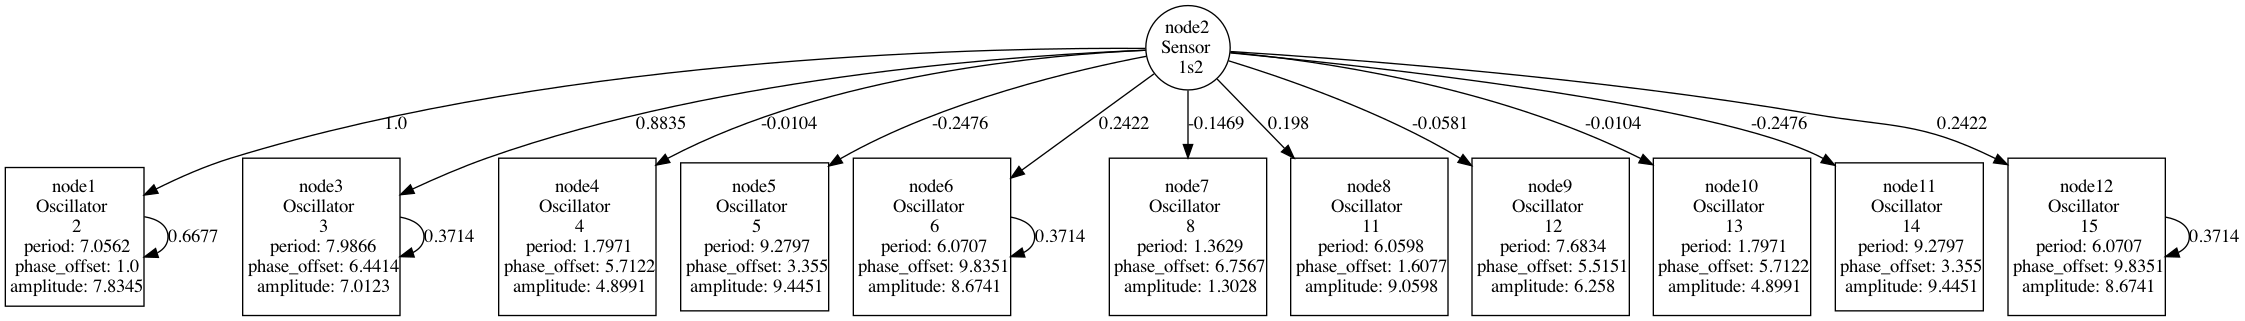 node2
Sensor
1s2
1.0
0.8835
-0.0104
-0.2476
0.2422
-0.1469
0.198
-0.0581
-0.0104
-0.2476
0.2422
node1
Oscillator
2
period: 7.0562
phase_offset: 1.0
amplitude: 7.8345
0.6677
node3
Oscillator
3
period: 7.9866
phase_offset: 6.4414
amplitude: 7.0123
0.3714
node4
Oscillator
4
period: 1.7971
phase_offset: 5.7122
amplitude: 4.8991
node5
Oscillator
5
period: 9.2797
phase_offset: 3.355
amplitude: 9.4451
node6
Oscillator
6
period: 6.0707
phase_offset: 9.8351
amplitude: 8.6741
0.3714
node7
Oscillator
8
period: 1.3629
phase_offset: 6.7567
amplitude: 1.3028
node8
Oscillator
11
period: 6.0598
phase_offset: 1.6077
amplitude: 9.0598
node9
Oscillator
12
period: 7.6834
phase_offset: 5.5151
amplitude: 6.258
node10
Oscillator
13
period: 1.7971
phase_offset: 5.7122
amplitude: 4.8991
node11
Oscillator
14
period: 9.2797
phase_offset: 3.355
amplitude: 9.4451
node12
Oscillator
15
period: 6.0707
phase_offset: 9.8351
amplitude: 8.6741
0.3714